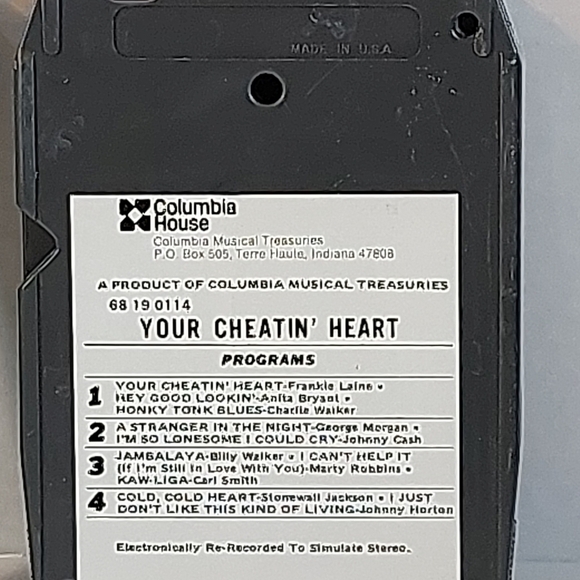 MADE IN U.S.A.
Columbia
House
Columbia Musical Treasuries
P.O. Box 505, Terre Haute, Indiana 47808
A PRODUCT OF COLUMBIA MUSICAL TREASURIES
68 19 0114
YOUR CHEATIN' HEART
PROGRAMS
1 YOUR CHEATIN' HEART-Frankie Laine •
HEY GOOD LOOKIN'-Anita Bryant •
HONKY TONK BLUES-Charlie Walker
2 A STRANGER IN THE NIGHT-George Morgan •
I'M SO LONESOME I COULD CRY-Johnny Cash
3 JAMBALAYA-Billy Walker • I CAN'T HELP IT
(If I'm Still In Love With You)-Marty Robbins •
KAW-LIGA-Carl Smith
4 COLD, COLD HEART-Stonewall Jackson • I JUST
DON'T LIKE THIS KIND OF LIVING-Johnny Horton
Electronically Re-Recorded To Simulate Stereo.